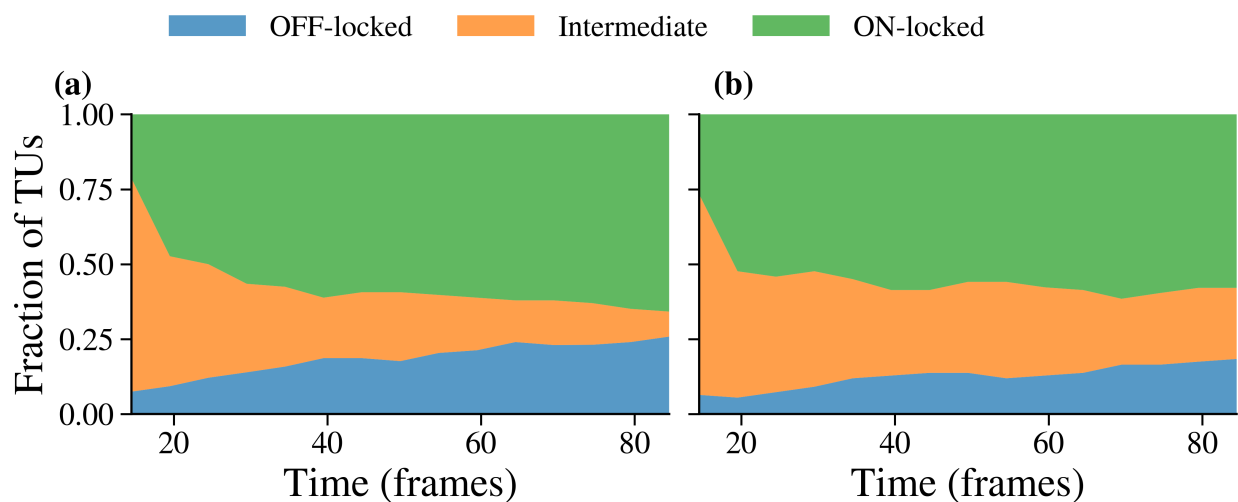 OFF-locked Intermediate ON-locked
(a) (b)
Fraction of TUs
1.00
0.75
0.50
0.25
0.00
20 40 60 80 20 40 60 80
Time (frames) Time (frames)